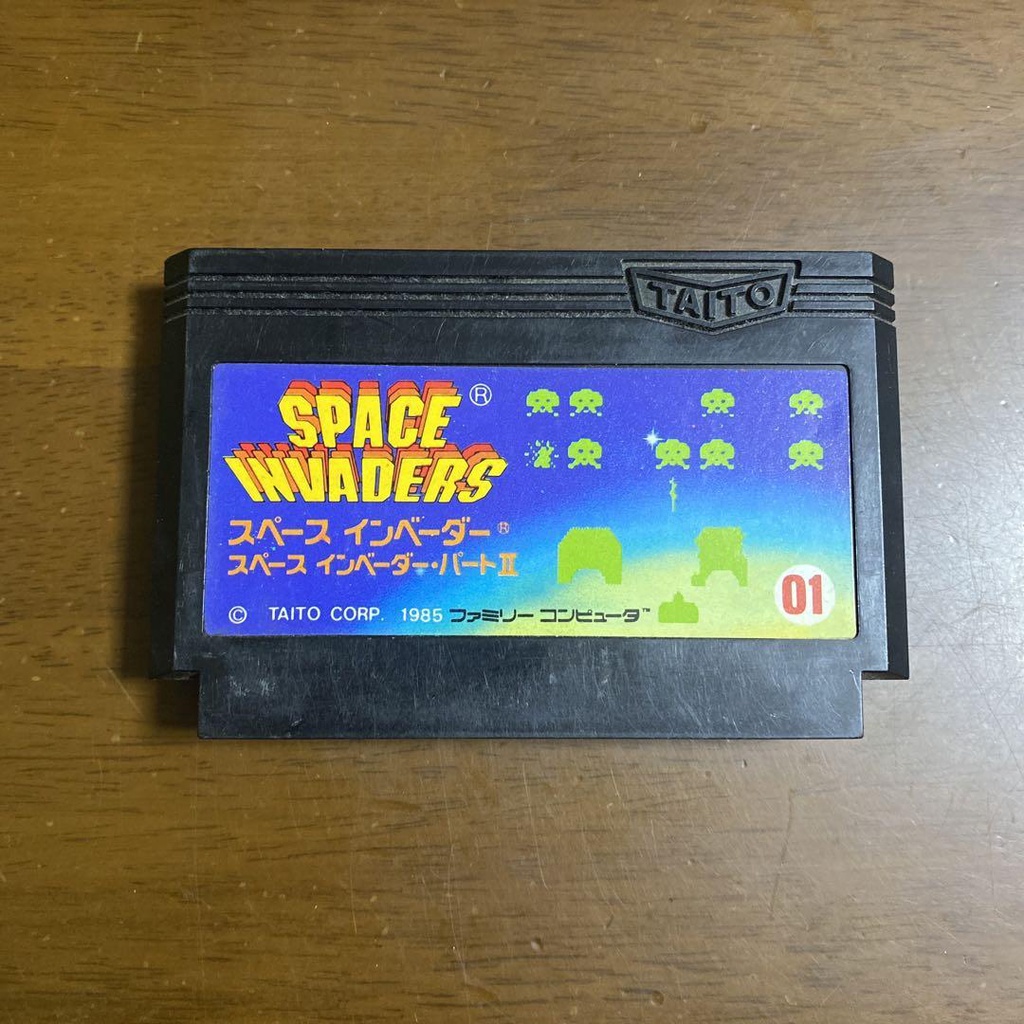 TAITO
SPACE ®
INVADERS
スペース インベーダー®
スペース インベーダー・パートⅡ
© TAITO CORP. 1985 ファミリー コンピュータ™
01